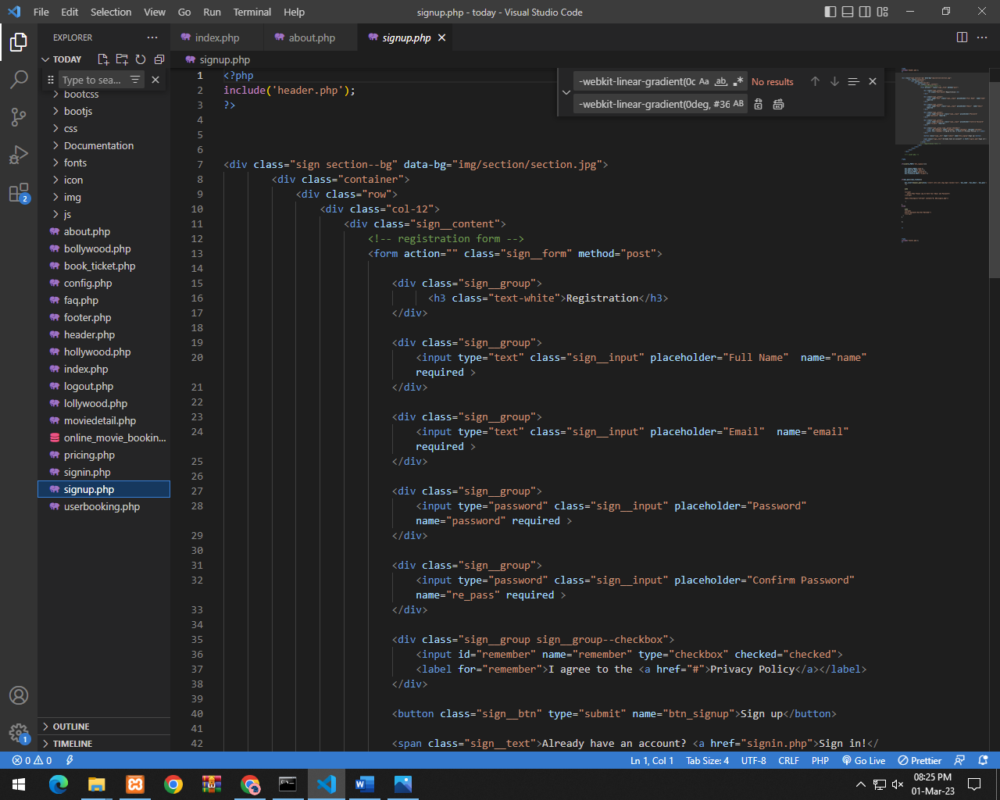 File Edit Selection View Go Run Terminal Help
signup.php - today - Visual Studio Code
EXPLORER
TODAY
Type to sea...
bootcss
bootjs
css
Documentation
fonts
icon
img
js
about.php
bollywood.php
book_ticket.php
config.php
faq.php
footer.php
header.php
hollywood.php
index.php
logout.php
lollywood.php
moviedetail.php
online_movie_bookin...
pricing.php
signin.php
signup.php
userbooking.php
OUTLINE
TIMELINE
2
1
index.php
about.php
signup.php
signup.php
-webkit-linear-gradient(0c Aa ab .* No results
-webkit-linear-gradient(0deg, #36 AB
1 <?php
2 include('header.php');
3 ?>
4
5
6
7 <div class="sign section--bg" data-bg="img/section/section.jpg">
8 <div class="container">
9 <div class="row">
10 <div class="col-12">
11 <div class="sign__content">
12 <!-- registration form -->
13 <form action="" class="sign__form" method="post">
14
15 <div class="sign__group">
16 <h3 class="text-white">Registration</h3>
17 </div>
18
19 <div class="sign__group">
20 <input type="text" class="sign__input" placeholder="Full Name"  name="name"
required >
21 </div>
22
23 <div class="sign__group">
24 <input type="text" class="sign__input" placeholder="Email"  name="email"
required >
25 </div>
26
27 <div class="sign__group">
28 <input type="password" class="sign__input" placeholder="Password"
name="password" required >
29 </div>
30
31 <div class="sign__group">
32 <input type="password" class="sign__input" placeholder="Confirm Password"
name="re_pass" required >
33 </div>
34
35 <div class="sign__group sign__group--checkbox">
36 <input id="remember" name="remember" type="checkbox" checked="checked">
37 <label for="remember">I agree to the <a href="#">Privacy Policy</a></label>
38 </div>
39
40 <button class="sign__btn" type="submit" name="btn_signup">Sign up</button>
41
42 <span class="sign__text">Already have an account? <a href="signin.php">Sign in!</
0 0
Ln 1, Col 1 Tab Size: 4 UTF-8 CRLF PHP Go Live Prettier
08:25 PM
01-Mar-23